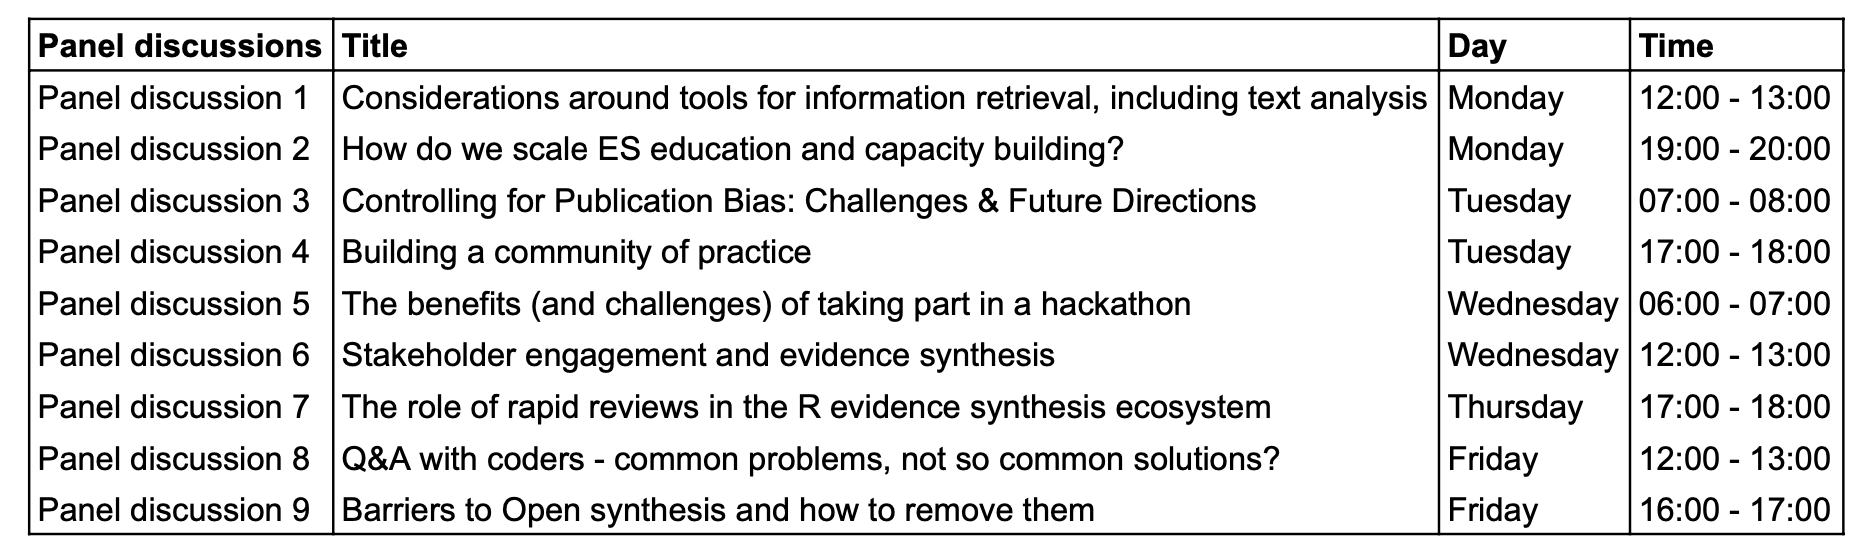 Panel discussions Title Day Time
Panel discussion 1 Considerations around tools for information retrieval, including text analysis Monday 12:00 - 13:00
Panel discussion 2 How do we scale ES education and capacity building? Monday 19:00 - 20:00
Panel discussion 3 Controlling for Publication Bias: Challenges & Future Directions Tuesday 07:00 - 08:00
Panel discussion 4 Building a community of practice Tuesday 17:00 - 18:00
Panel discussion 5 The benefits (and challenges) of taking part in a hackathon Wednesday 06:00 - 07:00
Panel discussion 6 Stakeholder engagement and evidence synthesis Wednesday 12:00 - 13:00
Panel discussion 7 The role of rapid reviews in the R evidence synthesis ecosystem Thursday 17:00 - 18:00
Panel discussion 8 Q&A with coders - common problems, not so common solutions? Friday 12:00 - 13:00
Panel discussion 9 Barriers to Open synthesis and how to remove them Friday 16:00 - 17:00